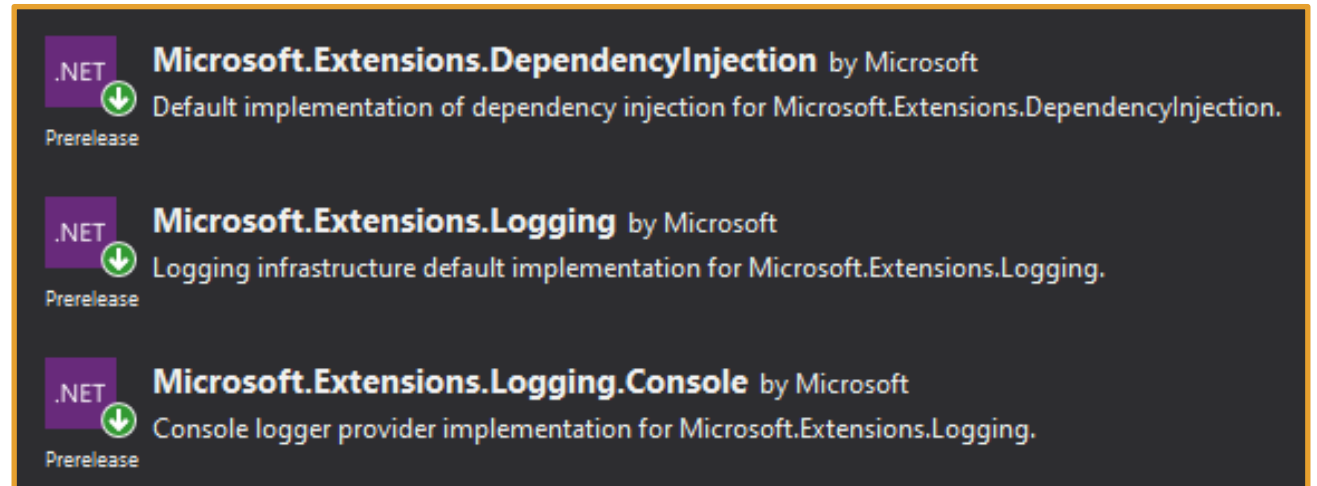 .NET
Microsoft.Extensions.DependencyInjection by Microsoft
Default implementation of dependency injection for Microsoft.Extensions.DependencyInjection.
Prerelease
.NET
Microsoft.Extensions.Logging by Microsoft
Logging infrastructure default implementation for Microsoft.Extensions.Logging.
Prerelease
.NET
Microsoft.Extensions.Logging.Console by Microsoft
Console logger provider implementation for Microsoft.Extensions.Logging.
Prerelease